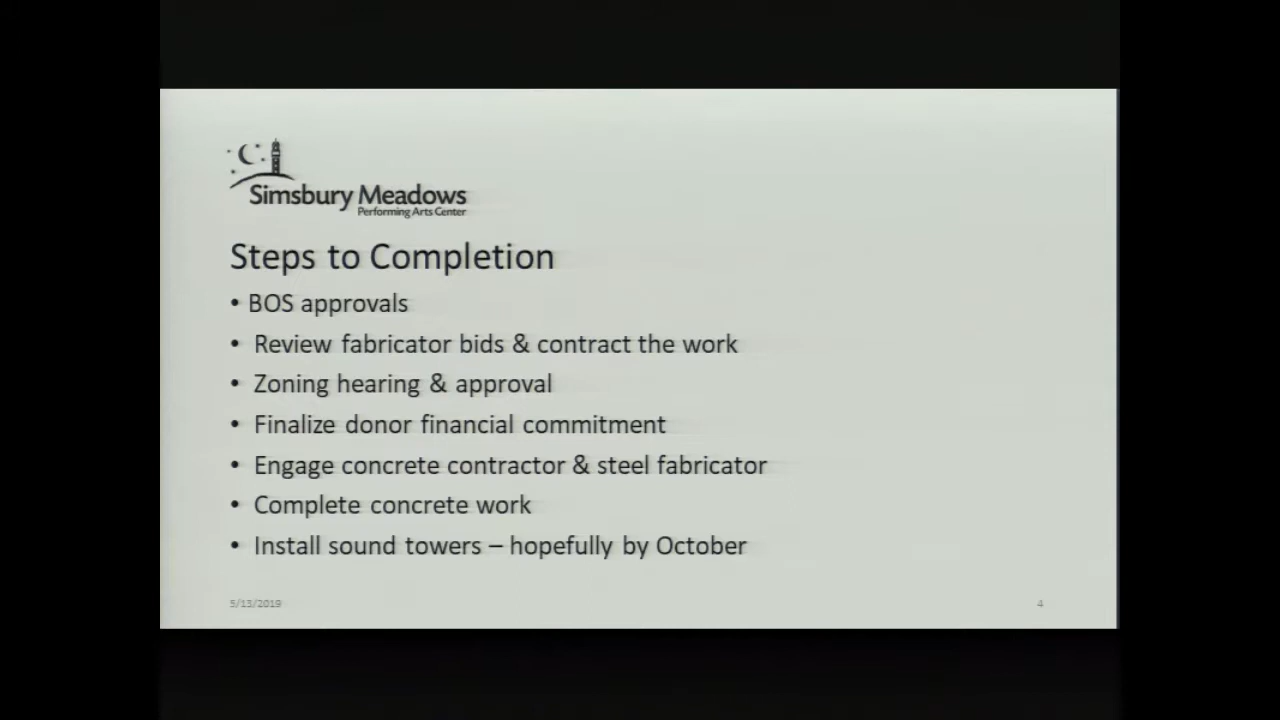 Simsbury Meadows
Performing Arts Center
Steps to Completion
• BOS approvals
• Review fabricator bids & contract the work
• Zoning hearing & approval
• Finalize donor financial commitment
• Engage concrete contractor & steel fabricator
• Complete concrete work
• Install sound towers – hopefully by October
5/13/2019
4